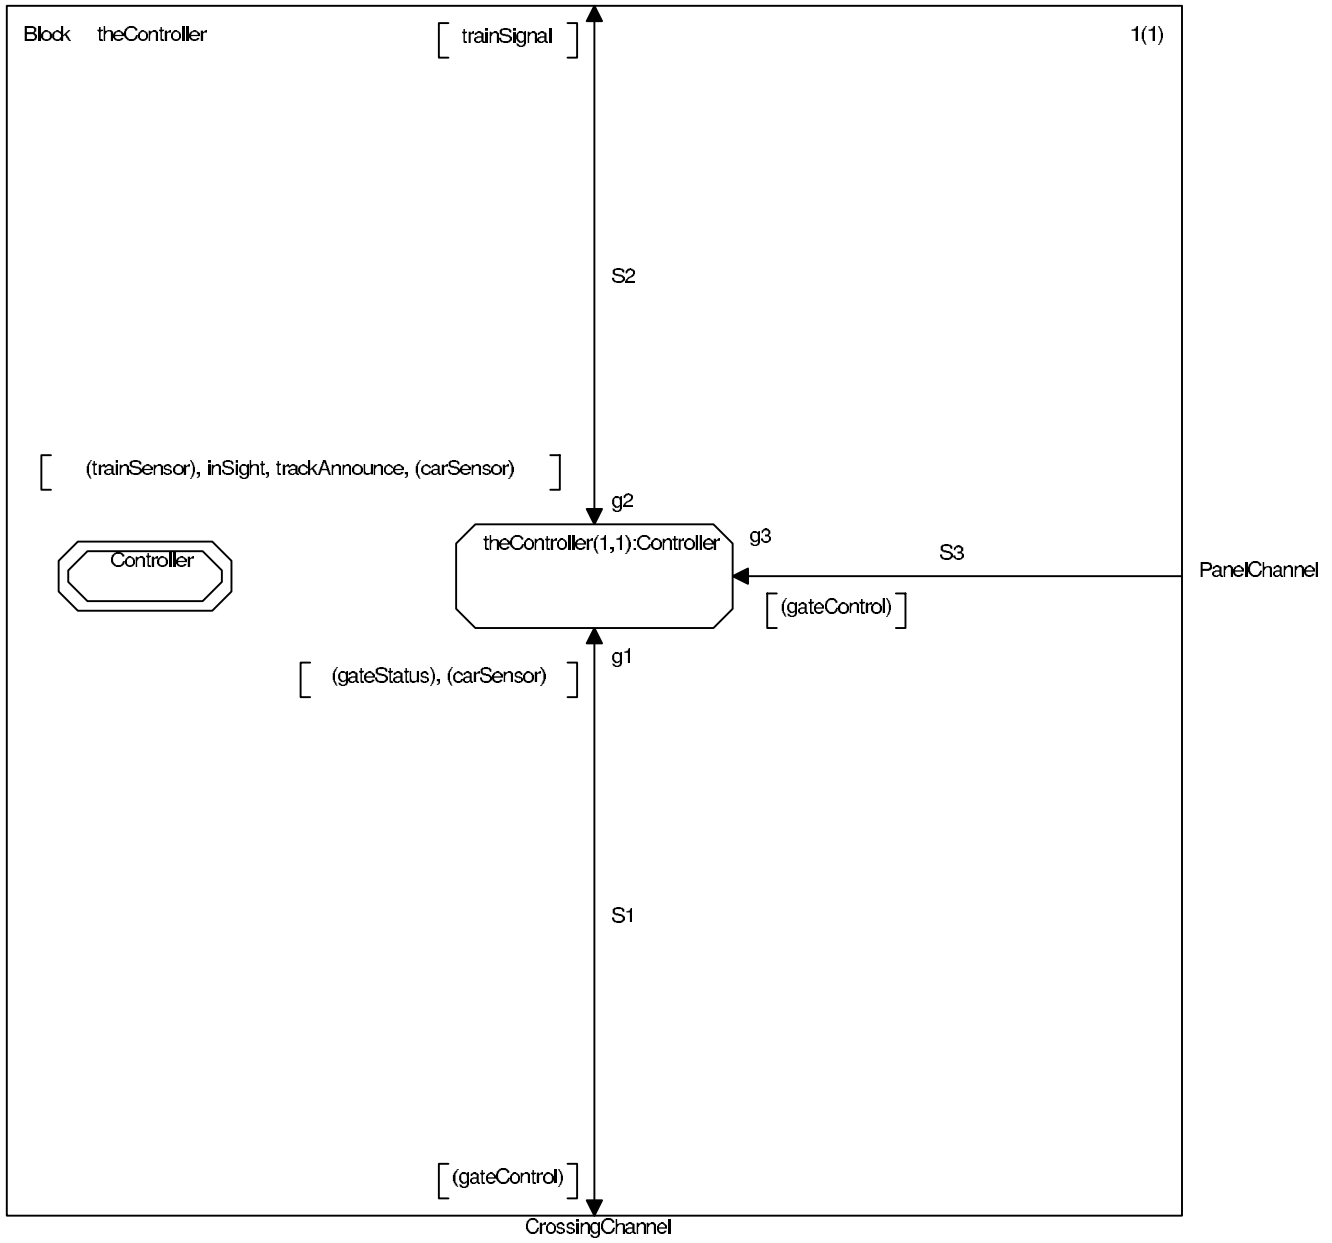 Block theController
[ trainSignal ]
1(1)
S2
[ (trainSensor), inSight, trackAnnounce, (carSensor) ]
g2
theController(1,1):Controller
g3
S3
Controller
PanelChannel
[(gateControl)]
g1
[ (gateStatus), (carSensor) ]
S1
[(gateControl)]
CrossingChannel